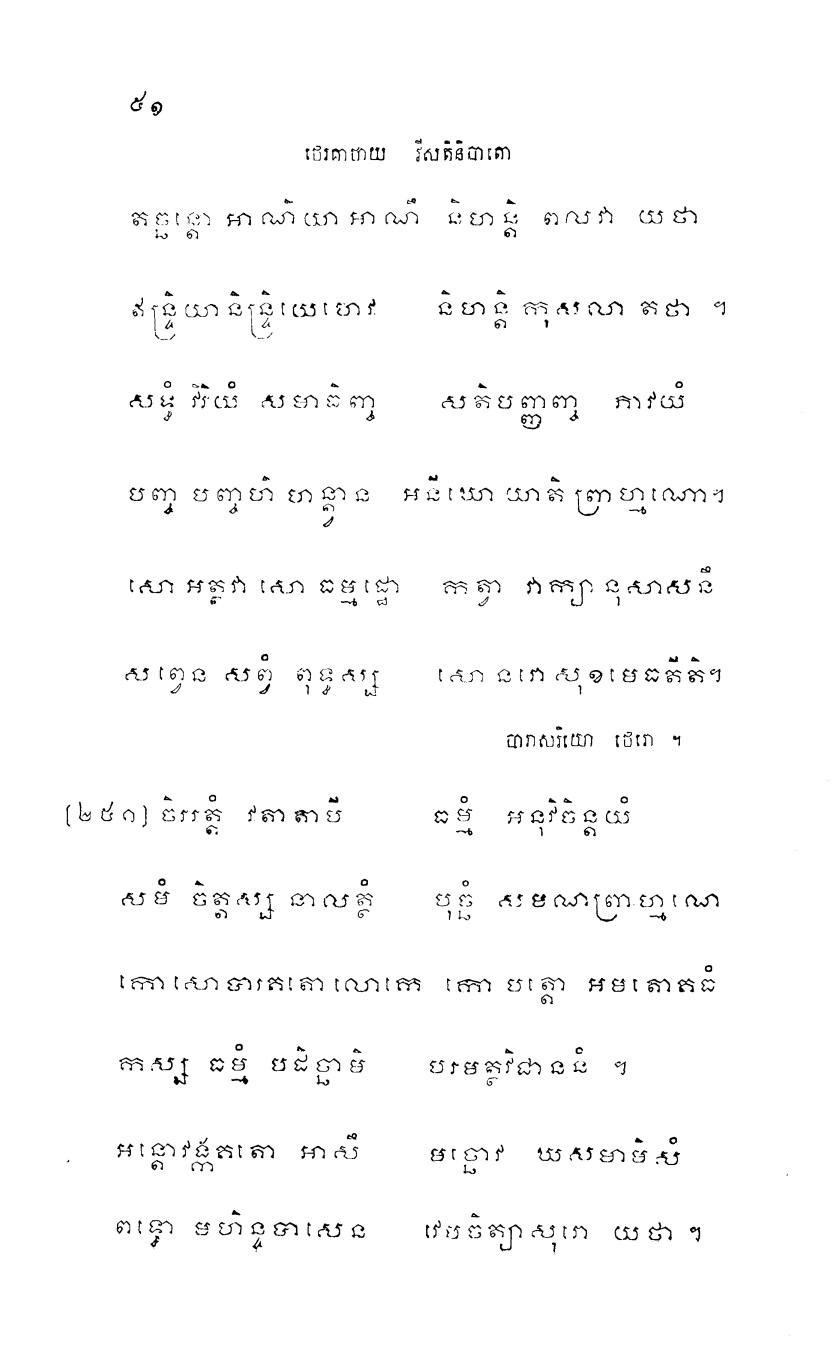 ៥១
ថេរគាថាយ វីសតិនិបាតោ
តច្ឆន្តោ អាណិយា អាណឹ និហន្តិ ពលវា យថា
ឥន្ទ្រិយានិន្ទ្រិយេហេវ និហន្តិ កុសលា តថា ។
សទ្ធំ វិរិយំ សមាធិញ្ច សតិបញ្ញញ្ច ភាវយំ
បញ្ច បញ្ចហិ ហន្ត្វាន អនីឃោ យាតិ ព្រាហ្មណោ។
សោ អត្ថវា សោ ធម្មដ្ឋោ កត្វា វាក្យានុសាសនឹ
សព្វេន សព្វំ ពុទ្ធស្ស សោ នរោ សុខមេធតីតិ។
បារាសរិយោ ថេរោ ។
[២៥០] ចិររត្តំ វតាតាបី ធម្មំ អនុវិចិន្តយំ
សមំ ចិត្តស្ស នាលត្ថំ បុច្ឆំ សមណព្រាហ្មណេ
កោ សោ បារគតោ លោកេ កោ បត្តោ អមតោគធំ
កស្ស ធម្មំ បដិច្ឆាមិ បរមត្ថវិជាននំ ។
អន្តោវង្កគតោ អាសឹ មច្ឆោវ ឃសមាមិសំ
ពទ្ធោ មហិន្ទបាសេន វេបចិត្យាសុរោ យថា ។